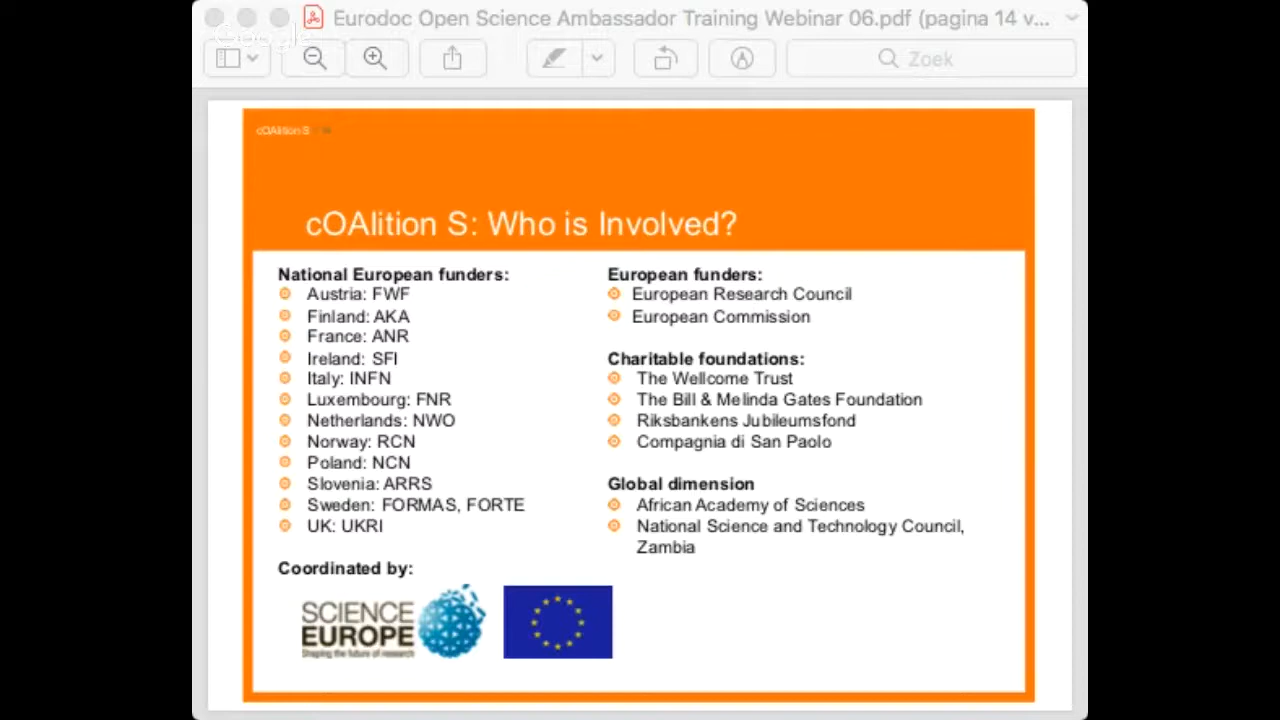 Eurodoc Open Science Ambassador Training Webinar 06.pdf (pagina 14 v...
Google
Zoek
cOAlition S
cOAlition S: Who is Involved?
National European funders:
Austria: FWF
Finland: AKA
France: ANR
Ireland: SFI
Italy: INFN
Luxembourg: FNR
Netherlands: NWO
Norway: RCN
Poland: NCN
Slovenia: ARRS
Sweden: FORMAS, FORTE
UK: UKRI
Coordinated by:
SCIENCE
EUROPE
Shaping the future of research
European funders:
European Research Council
European Commission
Charitable foundations:
The Wellcome Trust
The Bill & Melinda Gates Foundation
Riksbankens Jubileumsfond
Compagnia di San Paolo
Global dimension
African Academy of Sciences
National Science and Technology Council,
Zambia